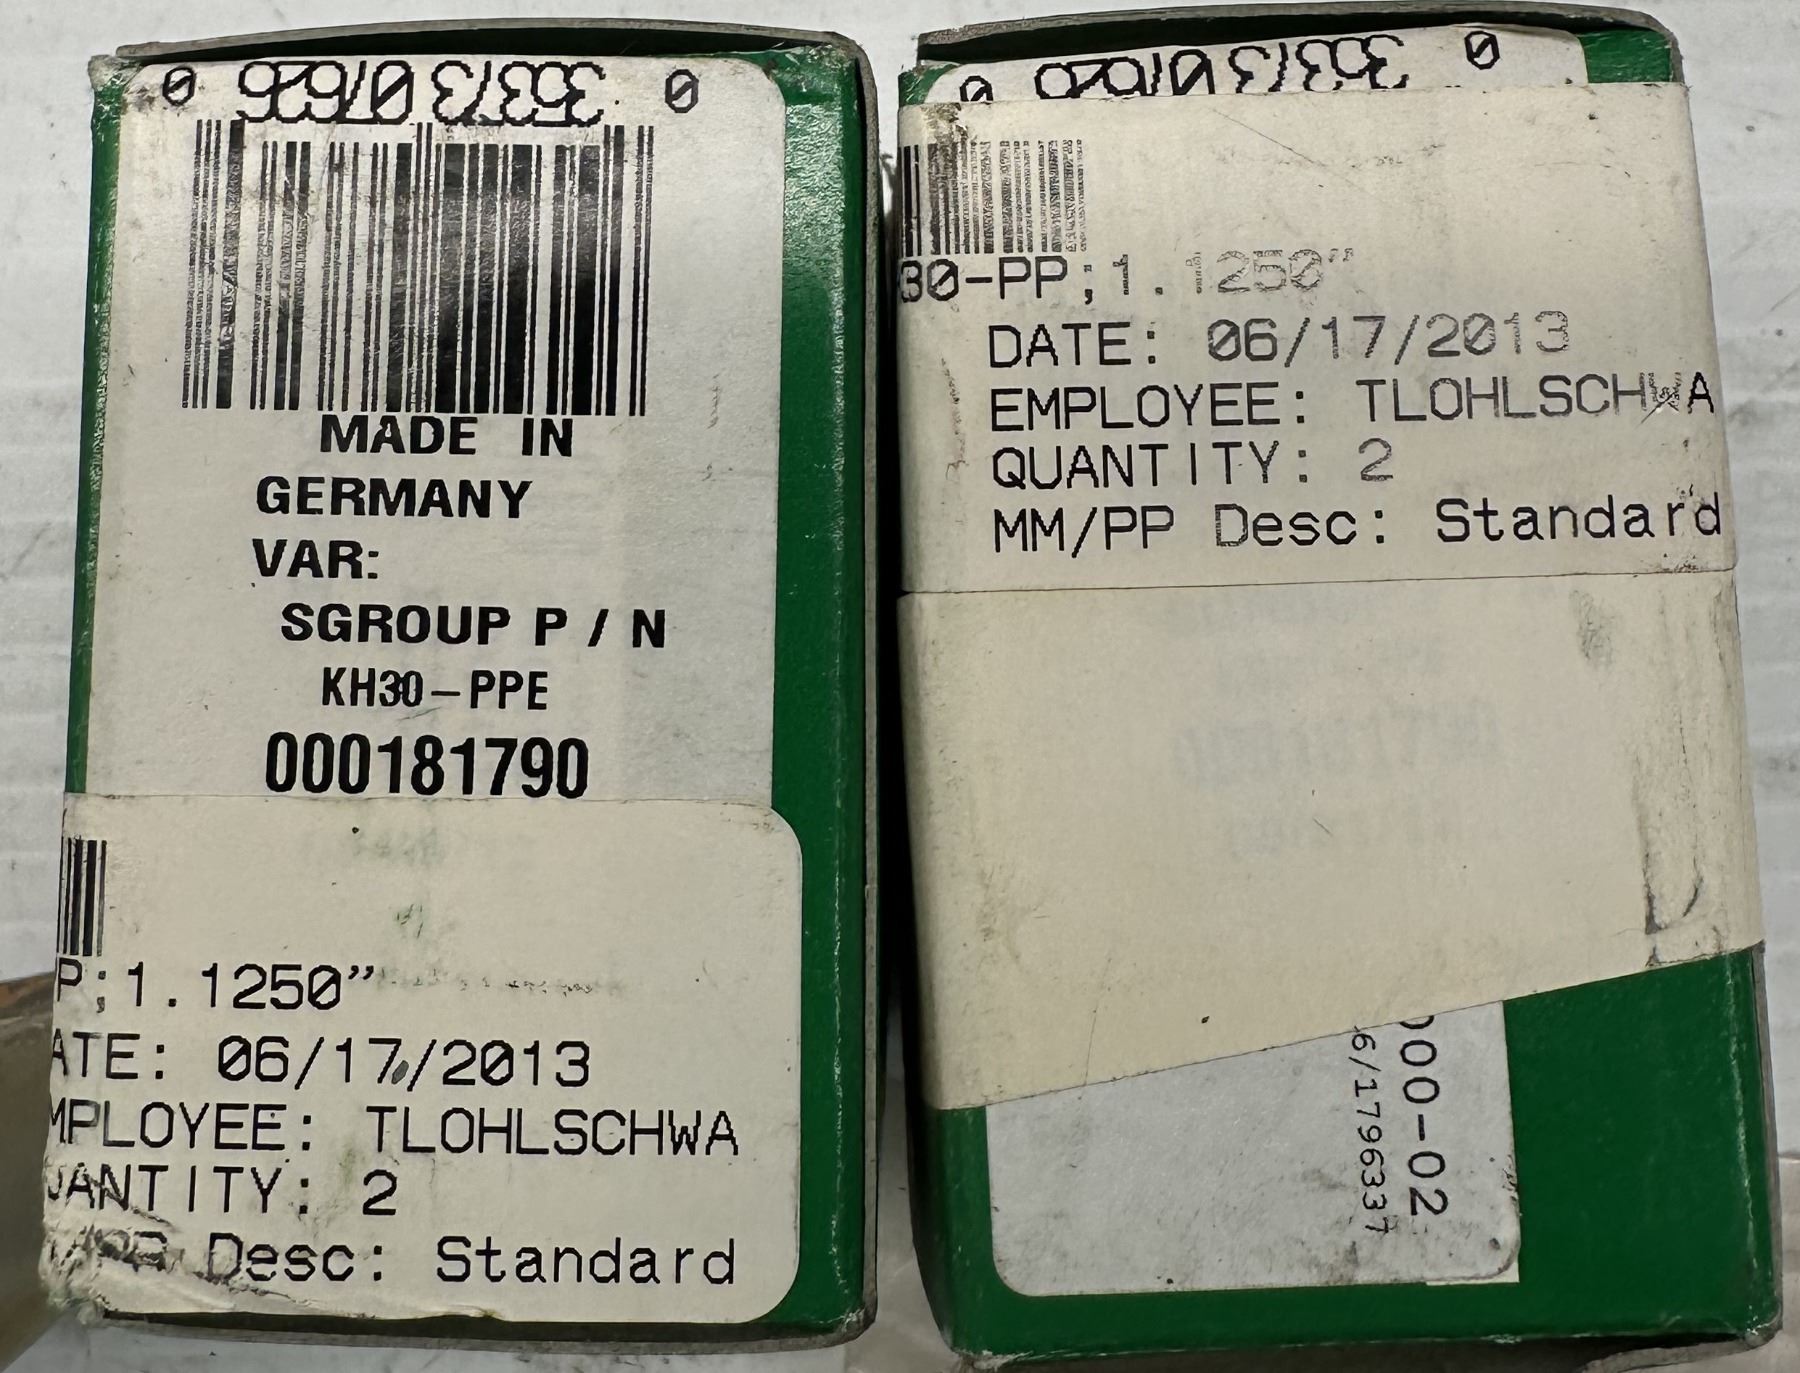 MADE IN
GERMANY
VAR:
SGROUP P / N
KH30-PPE
000181790
P;1.1250”
ATE: 06/17/2013
MPLOYEE: TLOHLSCHWA
UANTITY: 2
Desc: Standard
30-PP;1.1250”
DATE: 06/17/2013
EMPLOYEE: TLOHLSCHWA
QUANTITY: 2
MM/PP Desc: Standard
000-02
6/1796337